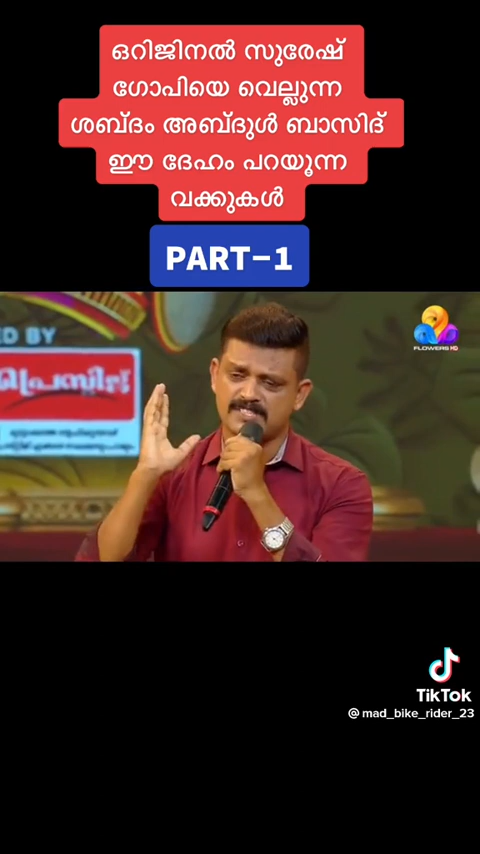 ഒറിജിനൽ സുരേഷ്
ഗോപിയെ വെല്ലുന്ന
ശബ്ദം അബ്ദുൾ ബാസിദ്
ഈ ദേഹം പറയൂന്ന
വക്കുകൾ
PART-1
ED BY
FLOWERS HD
TikTok
@ mad_bike_rider_23